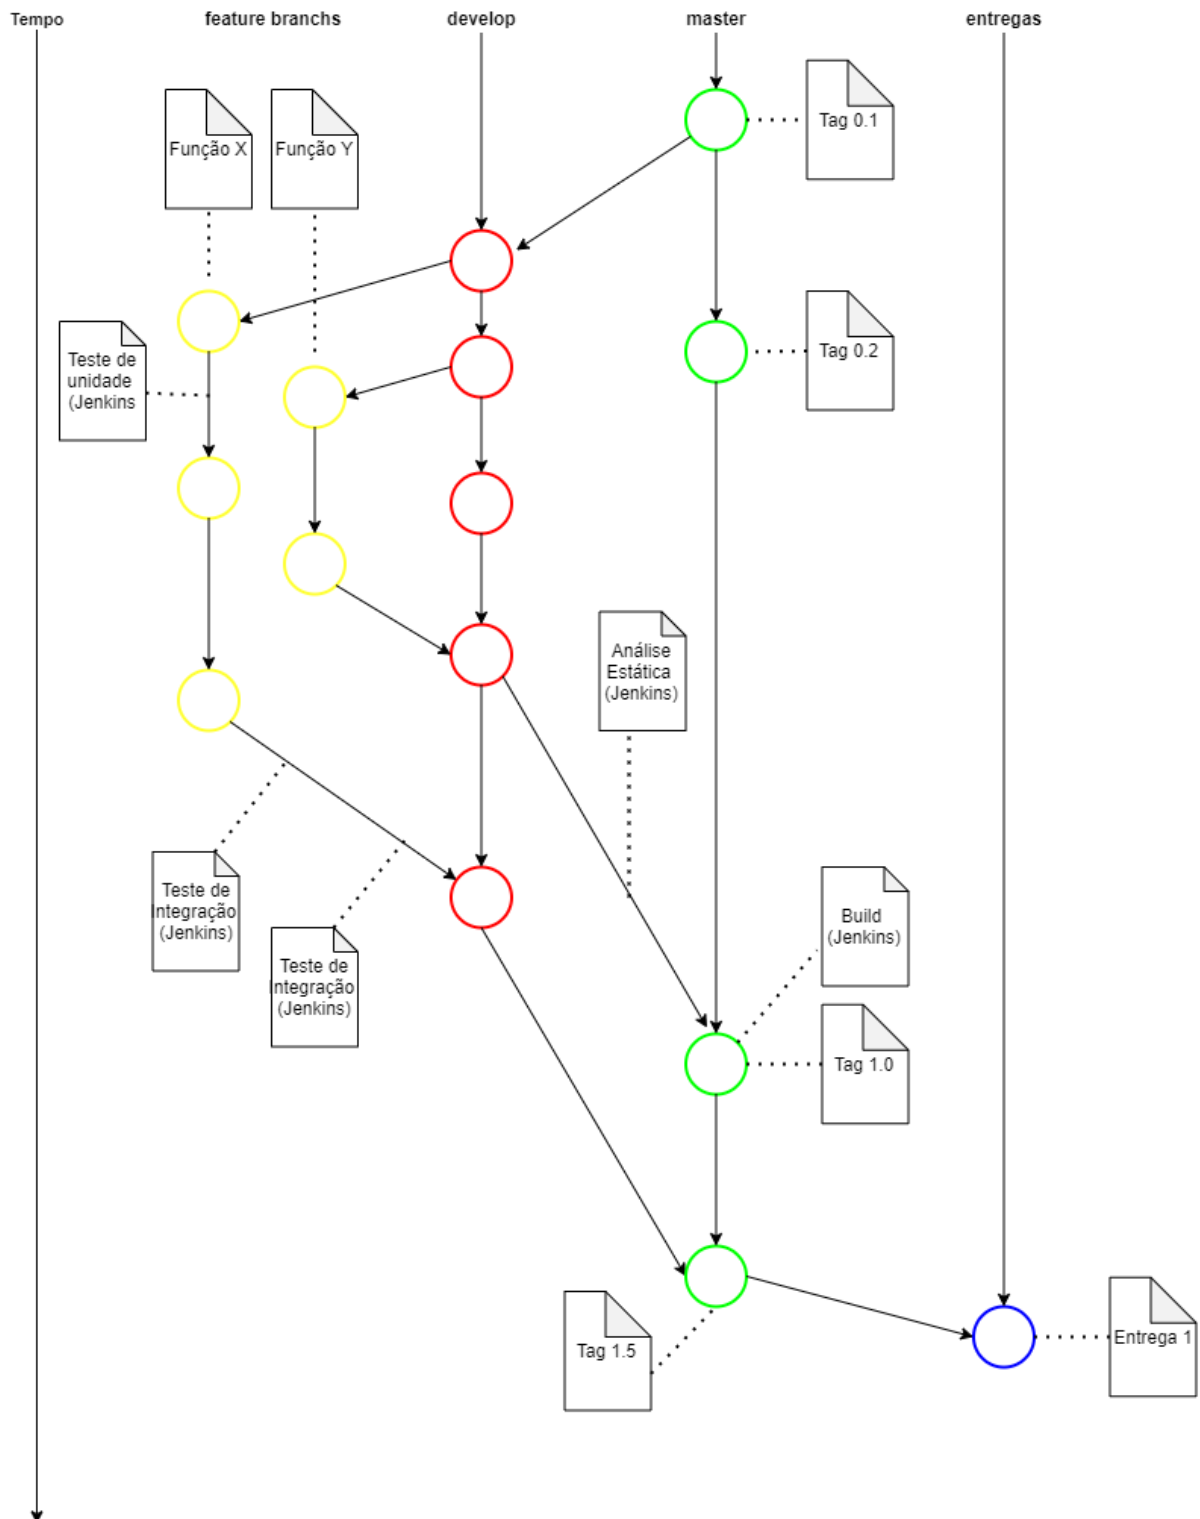 Tempo
feature branchs
develop
master
entregas
Função X
Função Y
Tag 0.1
Teste de
unidade
(Jenkins
Tag 0.2
Análise
Estática
(Jenkins)
Teste de
Integração
(Jenkins)
Teste de
Integração
(Jenkins)
Build
(Jenkins)
Tag 1.0
Tag 1.5
Entrega 1